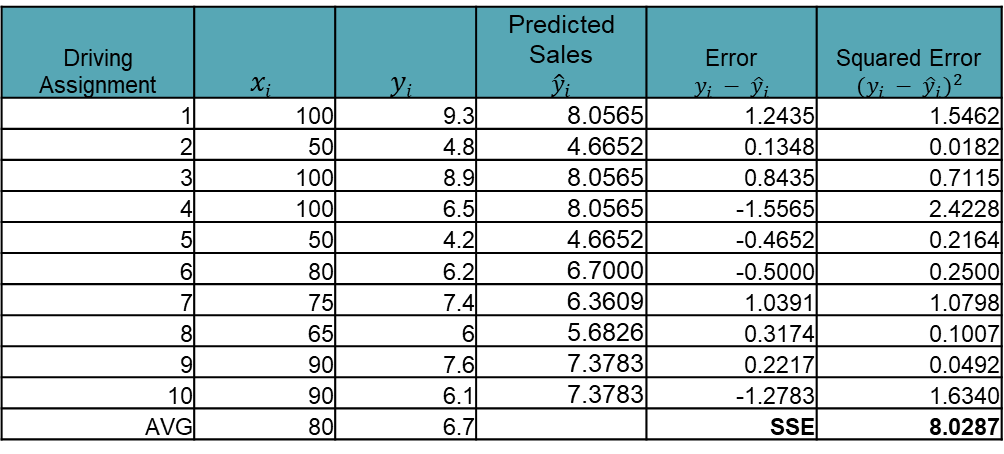 Driving Assignment xᵢ yᵢ Predicted Sales ŷᵢ Error yᵢ − ŷᵢ Squared Error (yᵢ − ŷᵢ)²
1 100 9.3 8.0565 1.2435 1.5462
2 50 4.8 4.6652 0.1348 0.0182
3 100 8.9 8.0565 0.8435 0.7115
4 100 6.5 8.0565 -1.5565 2.4228
5 50 4.2 4.6652 -0.4652 0.2164
6 80 6.2 6.7000 -0.5000 0.2500
7 75 7.4 6.3609 1.0391 1.0798
8 65 6 5.6826 0.3174 0.1007
9 90 7.6 7.3783 0.2217 0.0492
10 90 6.1 7.3783 -1.2783 1.6340
AVG 80 6.7 SSE 8.0287